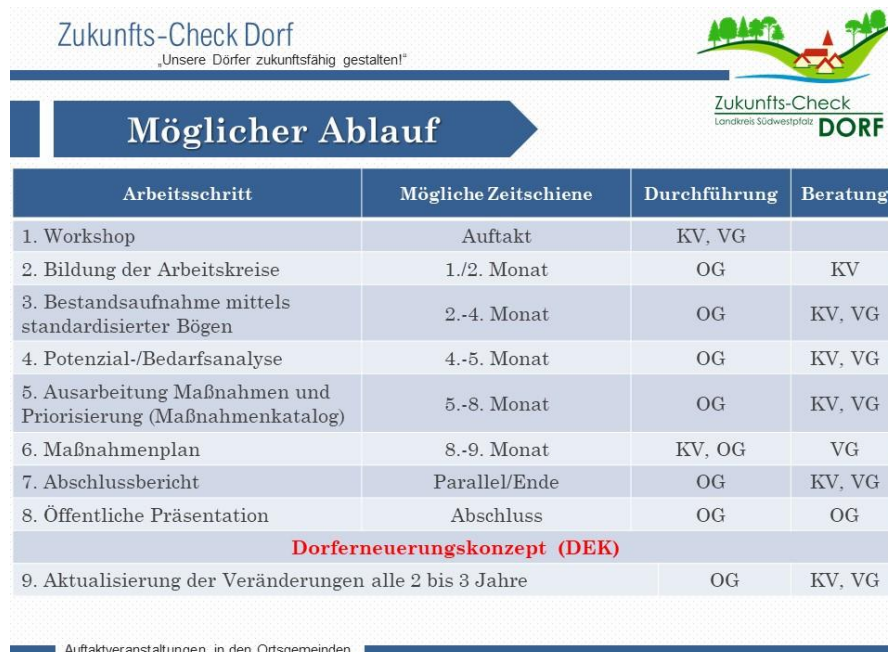 Zukunfts-Check Dorf
„Unsere Dörfer zukunftsfähig gestalten!“
Zukunfts-Check
Landkreis Südwestpfalz DORF
Möglicher Ablauf
Arbeitsschritt Mögliche Zeitschiene Durchführung Beratung
1. Workshop Auftakt KV, VG
2. Bildung der Arbeitskreise 1./2. Monat OG KV
3. Bestandsaufnahme mittels
standardisierter Bögen 2.-4. Monat OG KV, VG
4. Potenzial-/Bedarfsanalyse 4.-5. Monat OG KV, VG
5. Ausarbeitung Maßnahmen und
Priorisierung (Maßnahmenkatalog) 5.-8. Monat OG KV, VG
6. Maßnahmenplan 8.-9. Monat KV, OG VG
7. Abschlussbericht Parallel/Ende OG KV, VG
8. Öffentliche Präsentation Abschluss OG OG
Dorferneuerungskonzept (DEK)
9. Aktualisierung der Veränderungen alle 2 bis 3 Jahre OG KV, VG
Auftaktveranstaltungen in den Ortsgemeinden